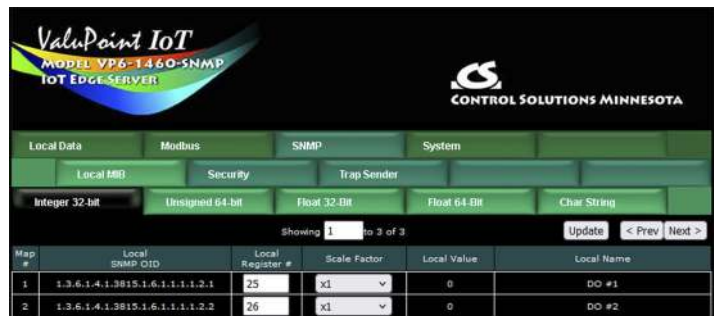 ValuPoint IoT
MODEL VP6-1460-SNMP
IOT EDGE SERVER
CS
CONTROL SOLUTIONS MINNESOTA
Local Data Modbus SNMP System
Local MIB Security Trap Sender
Integer 32-bit Unsigned 64-bit Float 32-Bit Float 64-Bit Char String
Showing 1 to 3 of 3 Update < Prev Next >
Map # Local SNMP OID Local Register # Scale Factor Local Value Local Name
1 1.3.6.1.4.1.3815.1.6.1.1.1.1.2.1 25 x1 0 DO #1
2 1.3.6.1.4.1.3815.1.6.1.1.1.1.2.2 26 x1 0 DO #2